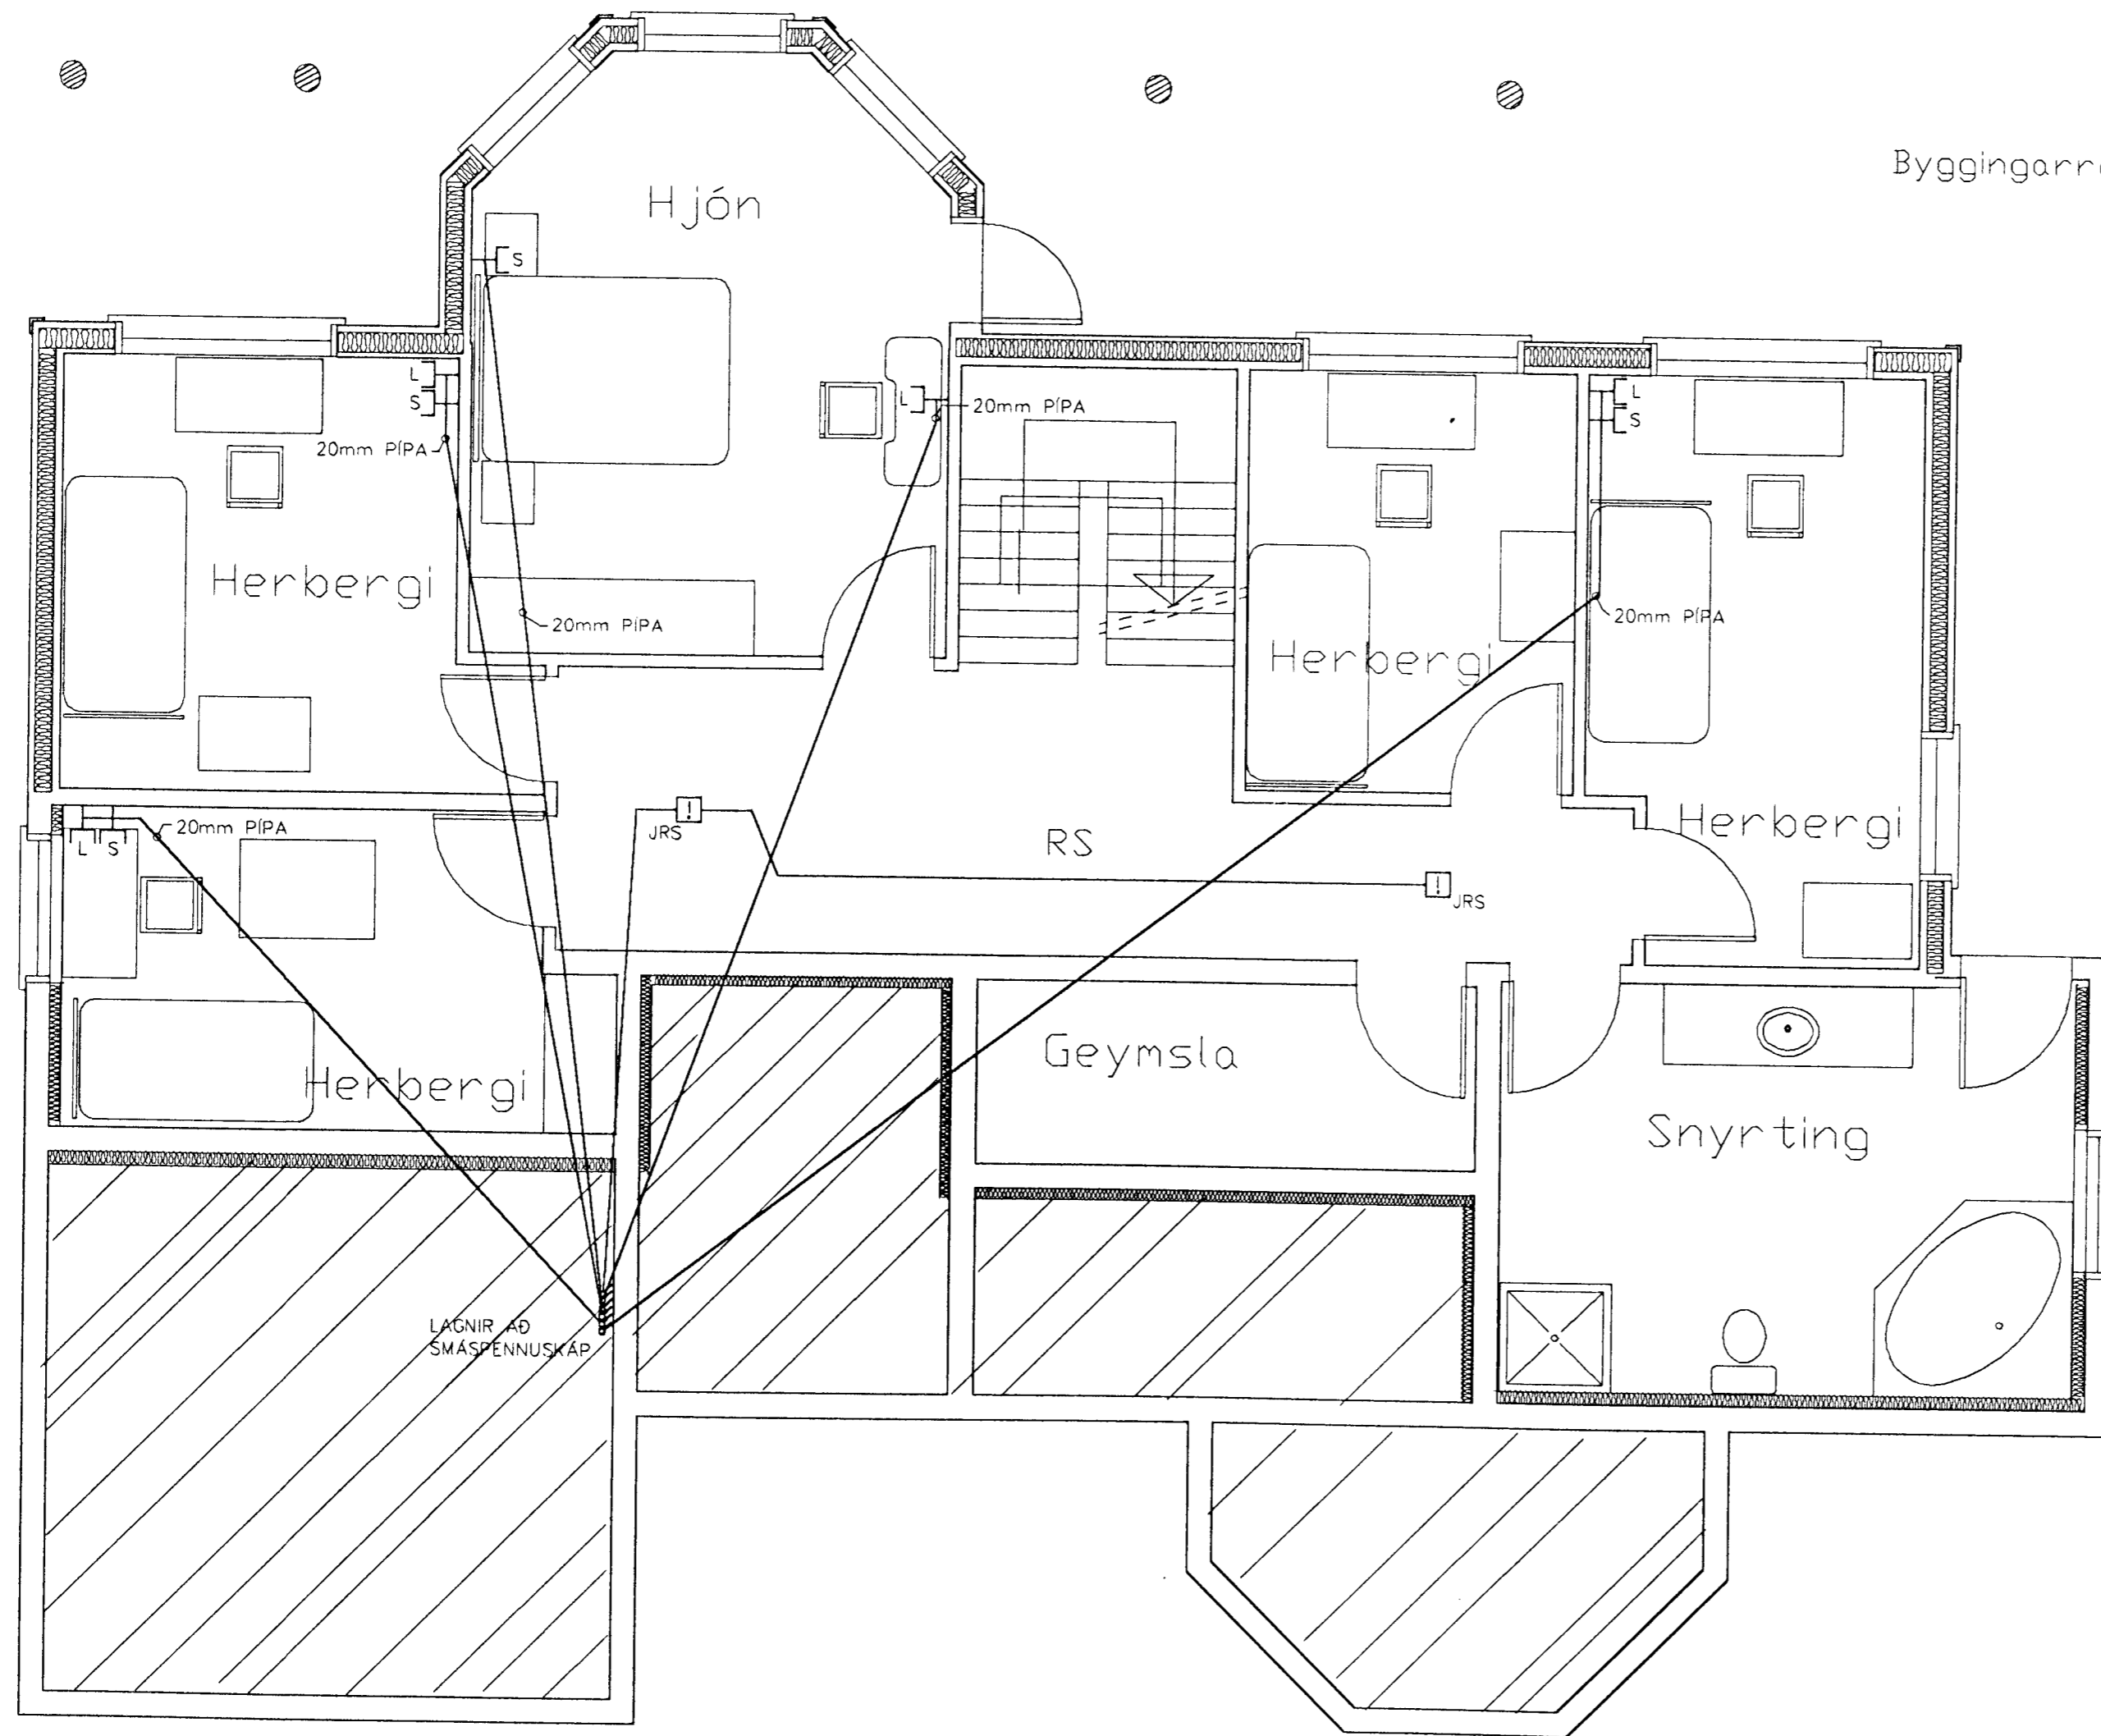 Byggingarr
Hjón
S
L
S
20mm PÍPA
L
20mm PÍPA
L
S
20mm PÍPA
Herbergi
20mm PÍPA
Herbergi
Herbergi
L S
20mm PÍPA
JRS
RS
JRS
Geymsla
Herbergi
Snyrting
LAGNIR AÐ
SMÁSPENNUSKÁP